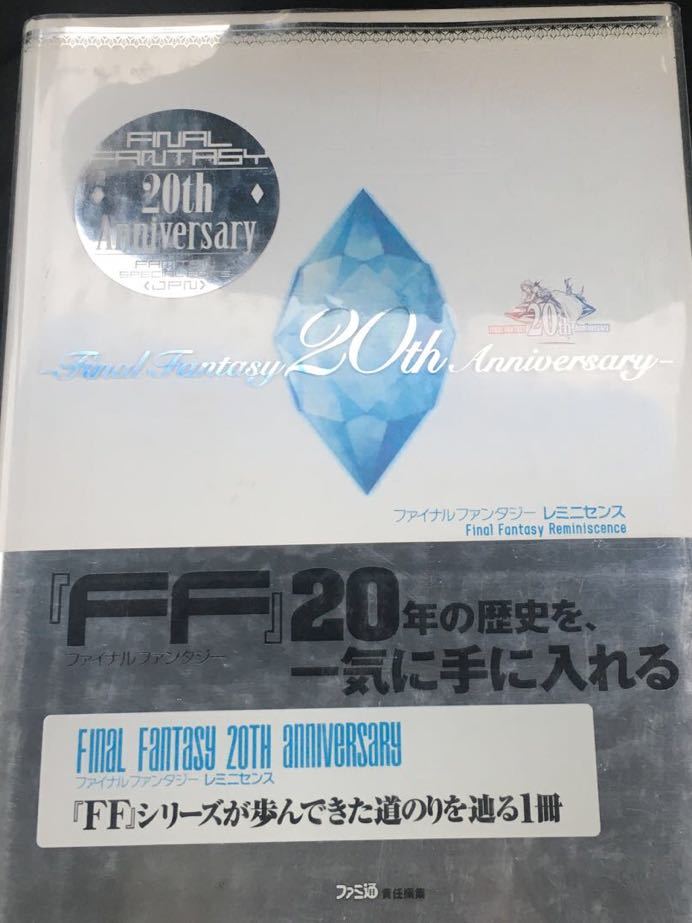 FINAL
FANTASY
20th
Anniversary
(JPN)
-Final Fantasy 20th Anniversary-
FINAL FANTASY 20th ANNIVERSARY
ファイナルファンタジー レミニセンス
Final Fantasy Reminiscence
『FF』20年の歴史を、
ファイナルファンタジー
一気に手に入れる
FINAL FANTASY 20TH ANNIVERSARY
ファイナルファンタジー レミニセンス
『FF』シリーズが歩んできた道のりを辿る1冊
ファミ通 責任編集